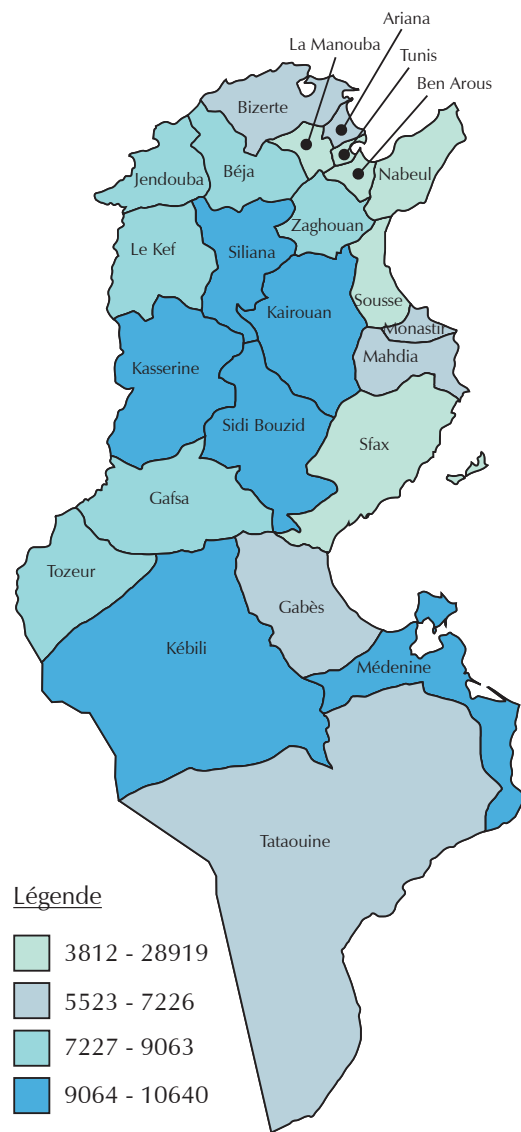 Ariana
La Manouba
Tunis
Ben Arous
Bizerte
Nabeul
Béja
Jendouba
Zaghouan
Le Kef
Siliana
Sousse
Kairouan
Monastir
Mahdia
Kasserine
Sidi Bouzid
Sfax
Gafsa
Tozeur
Gabès
Kébili
Médenine
Tataouine
Légende
3812 - 28919
5523 - 7226
7227 - 9063
9064 - 10640